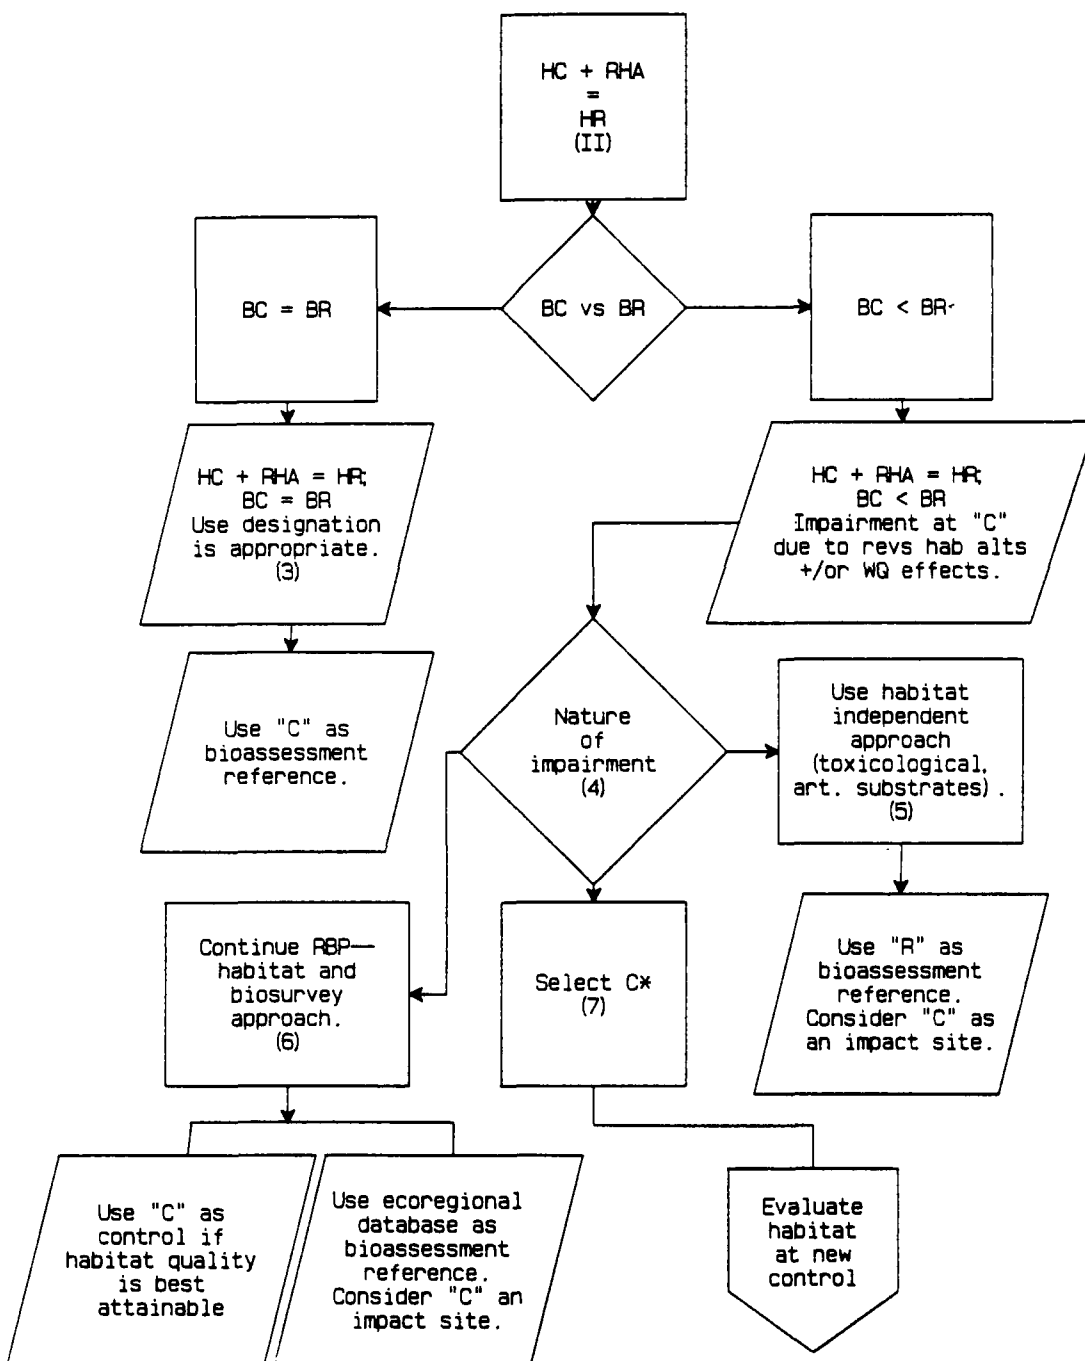 HC + RHA
=
HR
(II)
BC = BR
BC vs BR
BC < BR
HC + RHA = HR;
BC = BR
Use designation
is appropriate.
(3)
HC + RHA = HR;
BC < BR
Impairment at "C"
due to revs hab alts
+/or WQ effects.
Use "C" as
bioassessment
reference.
Nature
of
impairment
(4)
Use habitat
independent
approach
(toxicological,
art. substrates).
(5)
Continue RBP—
habitat and
biosurvey
approach.
(6)
Select C*
(7)
Use "R" as
bioassessment
reference.
Consider "C" as
an impact site.
Use "C" as
control if
habitat quality
is best
attainable
Use ecoregional
database as
bioassessment
reference.
Consider "C" an
impact site.
Evaluate
habitat
at new
control